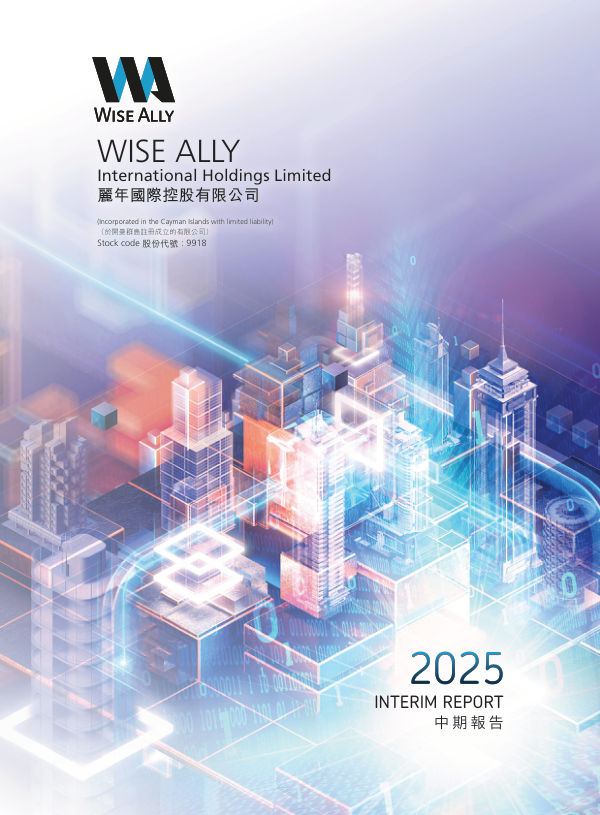 WISE ALLY
WISE ALLY
International Holdings Limited
麗年國際控股有限公司
(Incorporated in the Cayman Islands with limited liability)
（於開曼群島註冊成立的有限公司）
Stock code 股份代號 : 9918
2025
INTERIM REPORT
中期報告